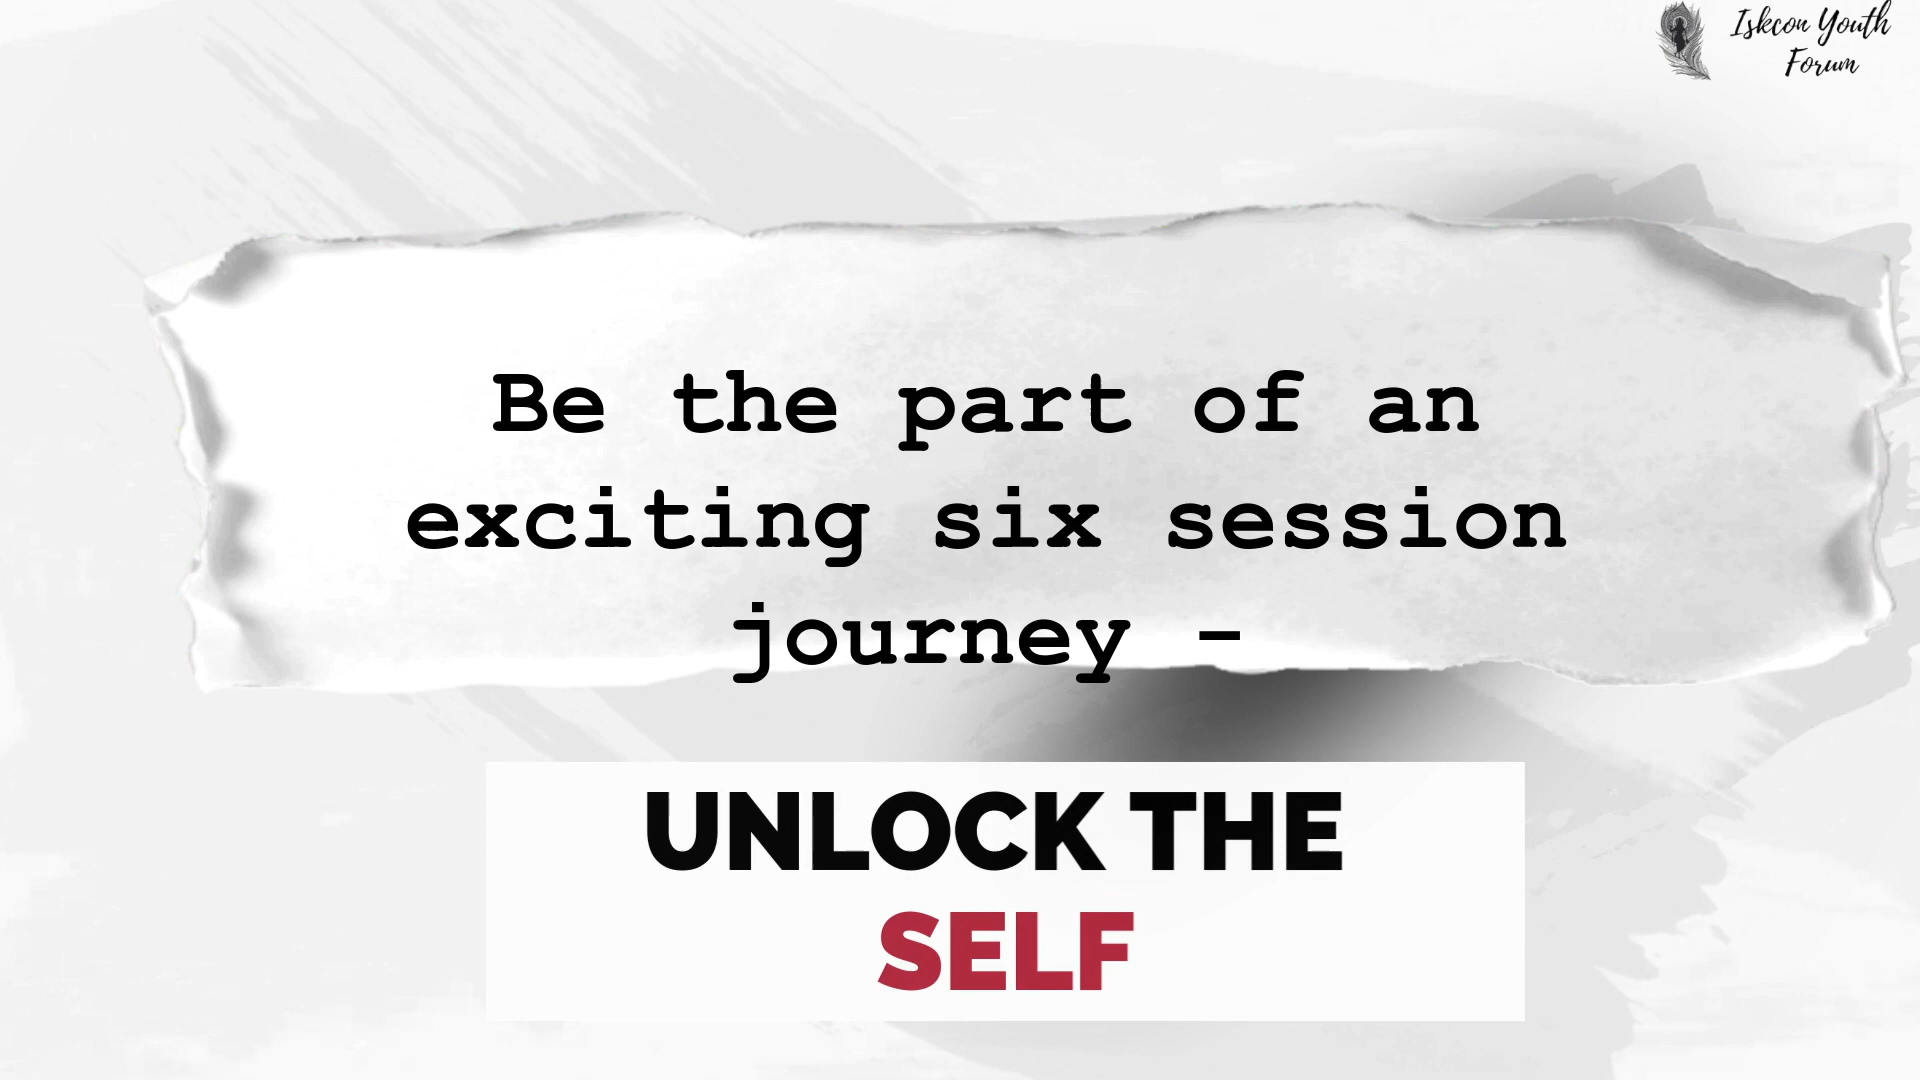 Iskcon Youth
Forum
Be the part of an
exciting six session
journey -
UNLOCK THE
SELF